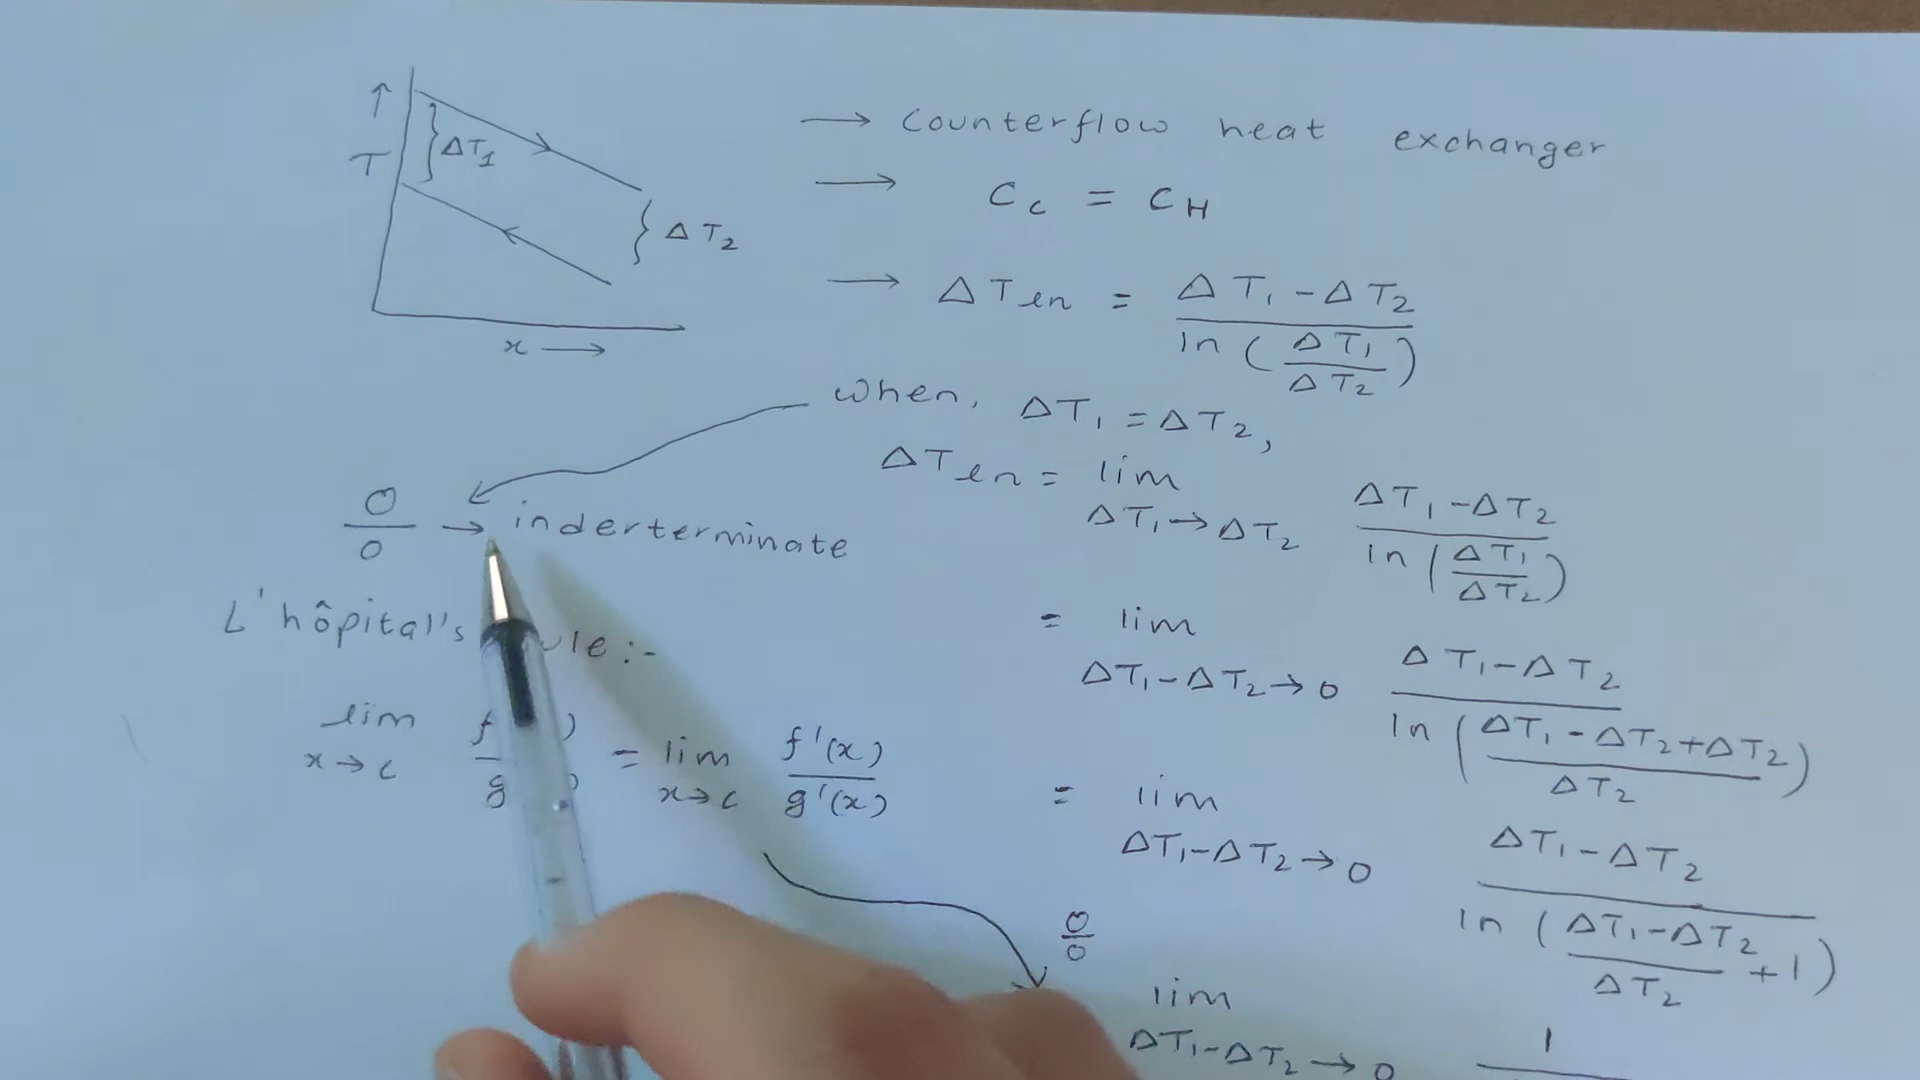 ↑
T
ΔT1
ΔT2
x →
→ Counterflow heat exchanger
→ Cc = CH
→ ΔTln = (ΔT1 - ΔT2) / ln (ΔT1 / ΔT2)
when, ΔT1 = ΔT2,
0/0 → inderterminate
L'hôpital's
lim x→c = lim x→c f'(x) / g'(x)
ΔTln = lim ΔT1→ΔT2 (ΔT1 - ΔT2) / ln (ΔT1 / ΔT2)
= lim ΔT1-ΔT2→0 (ΔT1 - ΔT2) / ln ((ΔT1 - ΔT2 + ΔT2) / ΔT2)
= lim ΔT1-ΔT2→0 (ΔT1 - ΔT2) / ln ((ΔT1 - ΔT2) / ΔT2 + 1)
0/0
lim ΔT1-ΔT2→0 1